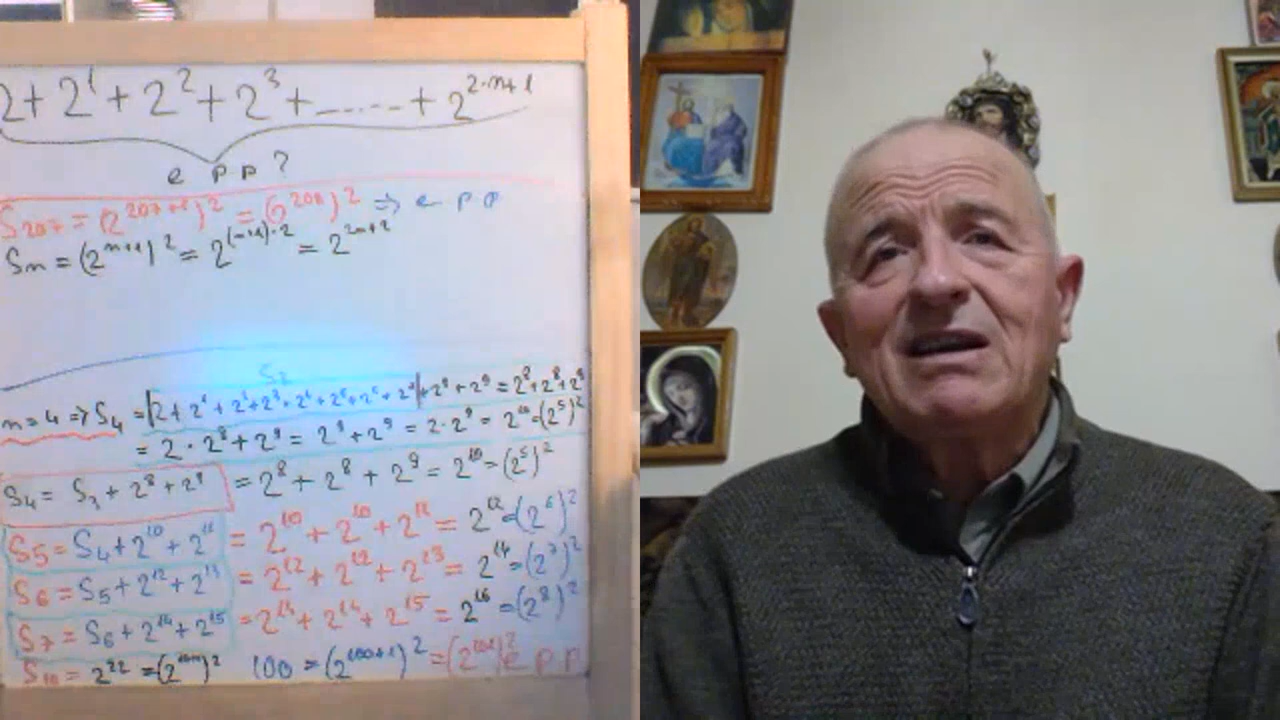 2+2¹+2²+2³+.....+2^{2·n+1}
e p p ?
S₂₀₇ = (2^{207+1})² = (2^{208})² ⇒ e p p
Sn = (2^{n+1})² = 2^{(n+1)·2} = 2^{2n+2}
n=4 ⇒ S₄ = 2+2¹+2²+2³+2⁴+2⁵+2⁶+2⁷+2⁸+2⁹ = 2⁸+2⁸+2⁹
= 2·2⁸+2⁹ = 2⁹+2⁹ = 2·2⁹ = 2¹⁰=(2⁵)²
S₄ = S₃+2⁸+2⁹ = 2⁸+2⁸+2⁹ = 2¹⁰=(2⁵)²
S₅ = S₄+2¹⁰+2¹¹ = 2¹⁰+2¹⁰+2¹¹ = 2¹²=(2⁶)²
S₆ = S₅+2¹²+2¹³ = 2¹²+2¹²+2¹³ = 2¹⁴=(2⁷)²
S₇ = S₆+2¹⁴+2¹⁵ = 2¹⁴+2¹⁴+2¹⁵ = 2¹⁶=(2⁸)²
S₁₀ = 2²² = 100 = (2^{100+1})² = (2^{101})² e p p